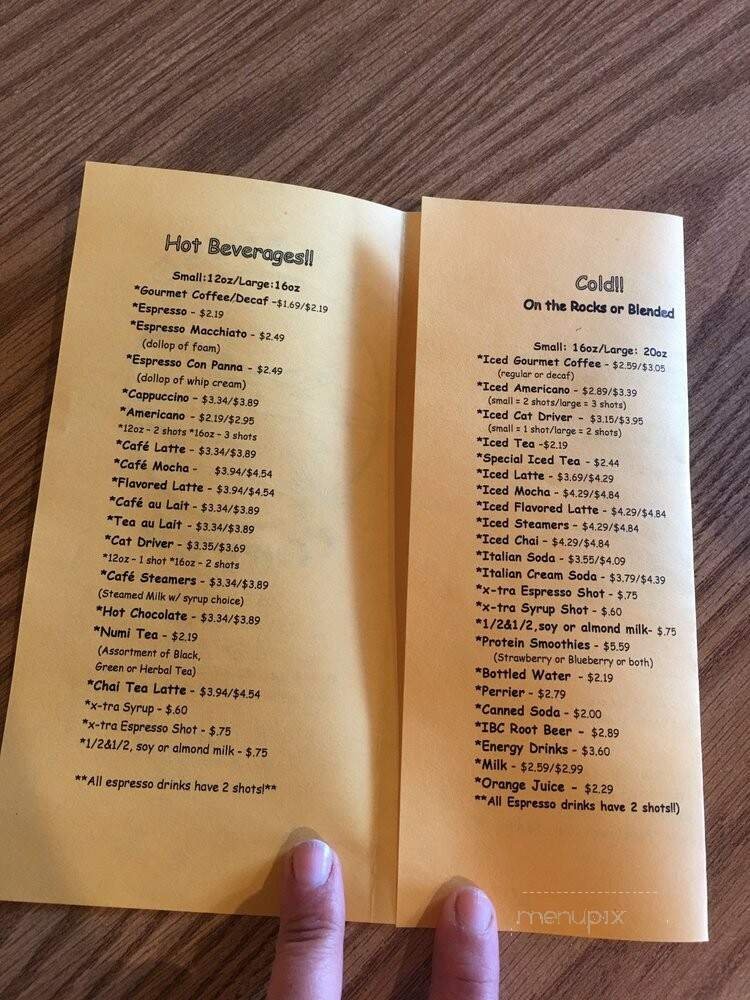 Hot Beverages!!
Small:12oz/Large:16oz
*Gourmet Coffee/Decaf -$1.69/$2.19
*Espresso - $2.19
*Espresso Macchiato - $2.49
(dollop of foam)
*Espresso Con Panna - $2.49
(dollop of whip cream)
*Cappuccino - $3.34/$3.89
*Americano - $2.19/$2.95
*12oz - 2 shots *16oz - 3 shots
*Café Latte - $3.34/$3.89
*Café Mocha - $3.94/$4.54
*Flavored Latte - $3.94/$4.54
*Café au Lait - $3.34/$3.89
*Tea au Lait - $3.34/$3.89
*Cat Driver - $3.35/$3.69
*12oz - 1 shot *16oz - 2 shots
*Café Steamers - $3.34/$3.89
(Steamed Milk w/ syrup choice)
*Hot Chocolate - $3.34/$3.89
*Numi Tea - $2.19
(Assortment of Black,
Green or Herbal Tea)
*Chai Tea Latte - $3.94/$4.54
*x-tra Syrup - $.60
*x-tra Espresso Shot - $.75
*1/2&1/2, soy or almond milk - $.75
**All espresso drinks have 2 shots!**
Cold!!
On the Rocks or Blended
Small: 16oz/Large: 20oz
*Iced Gourmet Coffee - $2.59/$3.05
(regular or decaf)
*Iced Americano - $2.89/$3.39
(small = 2 shots/large = 3 shots)
*Iced Cat Driver - $3.15/$3.95
(small = 1 shot/large = 2 shots)
*Iced Tea -$2.19
*Special Iced Tea - $2.44
*Iced Latte - $3.69/$4.29
*Iced Mocha - $4.29/$4.84
*Iced Flavored Latte - $4.29/$4.84
*Iced Steamers - $4.29/$4.84
*Iced Chai - $4.29/$4.84
*Italian Soda - $3.55/$4.09
*Italian Cream Soda - $3.79/$4.39
*x-tra Espresso Shot - $.75
*x-tra Syrup Shot - $.60
*1/2&1/2,soy or almond milk- $.75
*Protein Smoothies - $5.59
(Strawberry or Blueberry or both)
*Bottled Water - $2.19
*Perrier - $2.79
*Canned Soda - $2.00
*IBC Root Beer - $2.89
*Energy Drinks - $3.60
*Milk - $2.59/$2.99
*Orange Juice - $2.29
**All Espresso drinks have 2 shots!!)
menupix